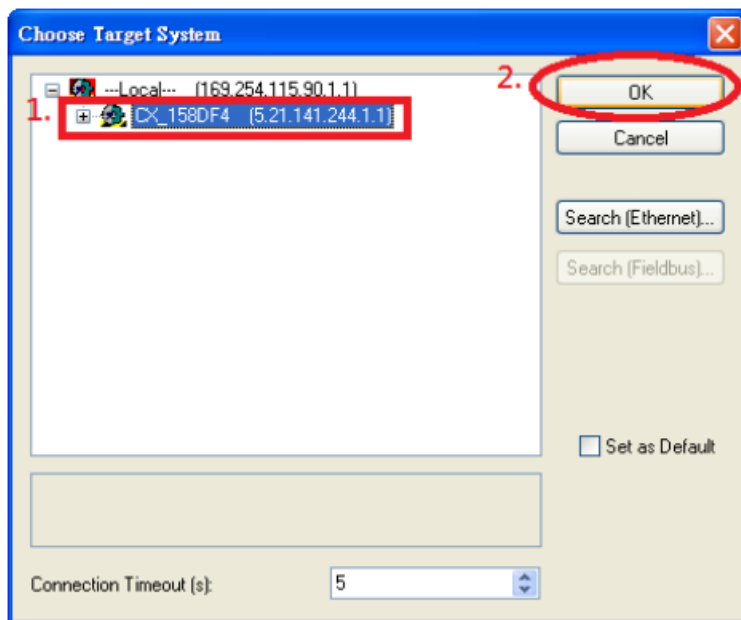 Choose Target System
---Local--- (169.254.115.90.1.1)
1. CX_158DF4 (5.21.141.244.1.1)
2. OK
Cancel
Search (Ethernet)...
Search (Fieldbus)...
Set as Default
Connection Timeout (s): 5